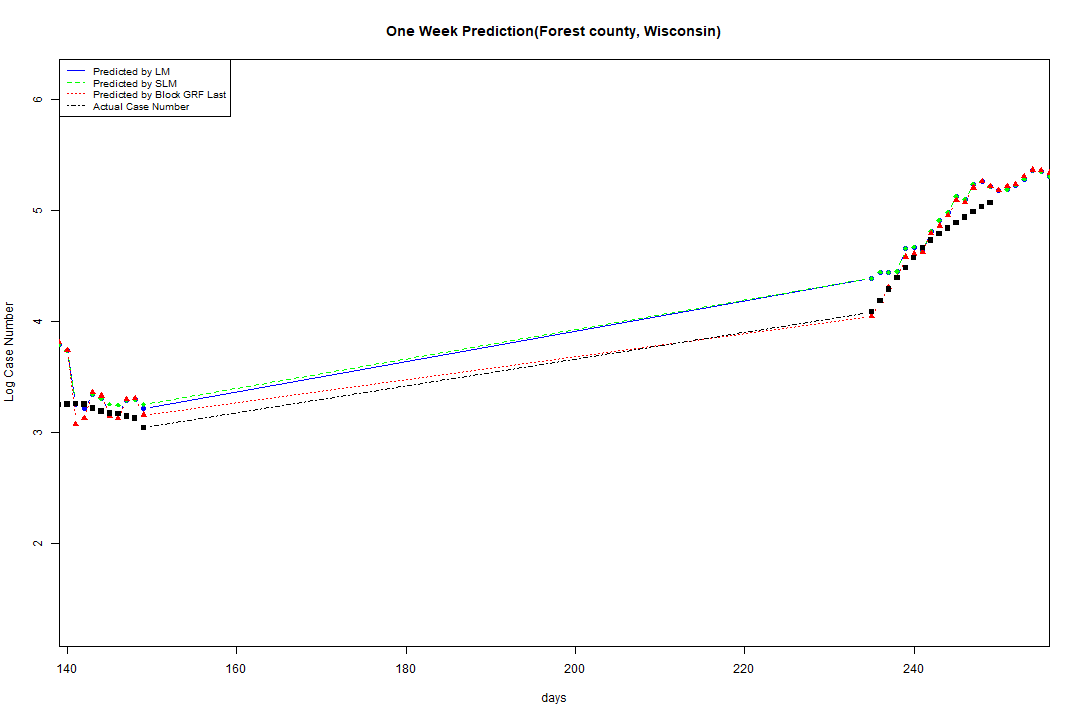 One Week Prediction(Forest county, Wisconsin)
Predicted by LM
Predicted by SLM
Predicted by Block GRF Last
Actual Case Number
6
5
4
3
2
Log Case Number
140 160 180 200 220 240
days